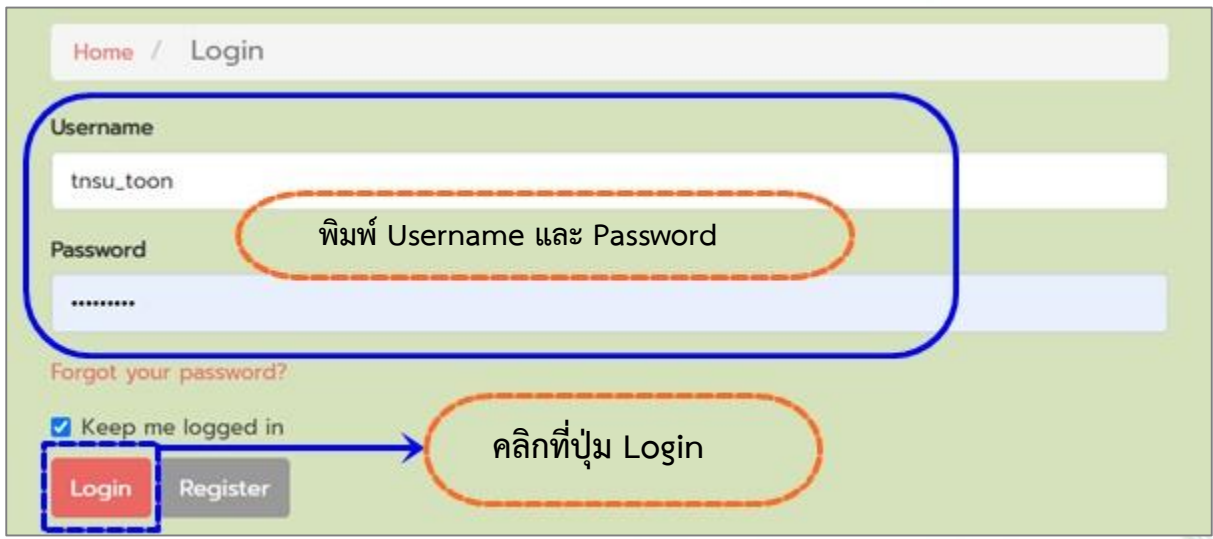 Home / Login
Username
tnsu_toon
พิมพ์ Username และ Password
Password
•••••••••
Forgot your password?
Keep me logged in
คลิกที่ปุ่ม Login
Login Register